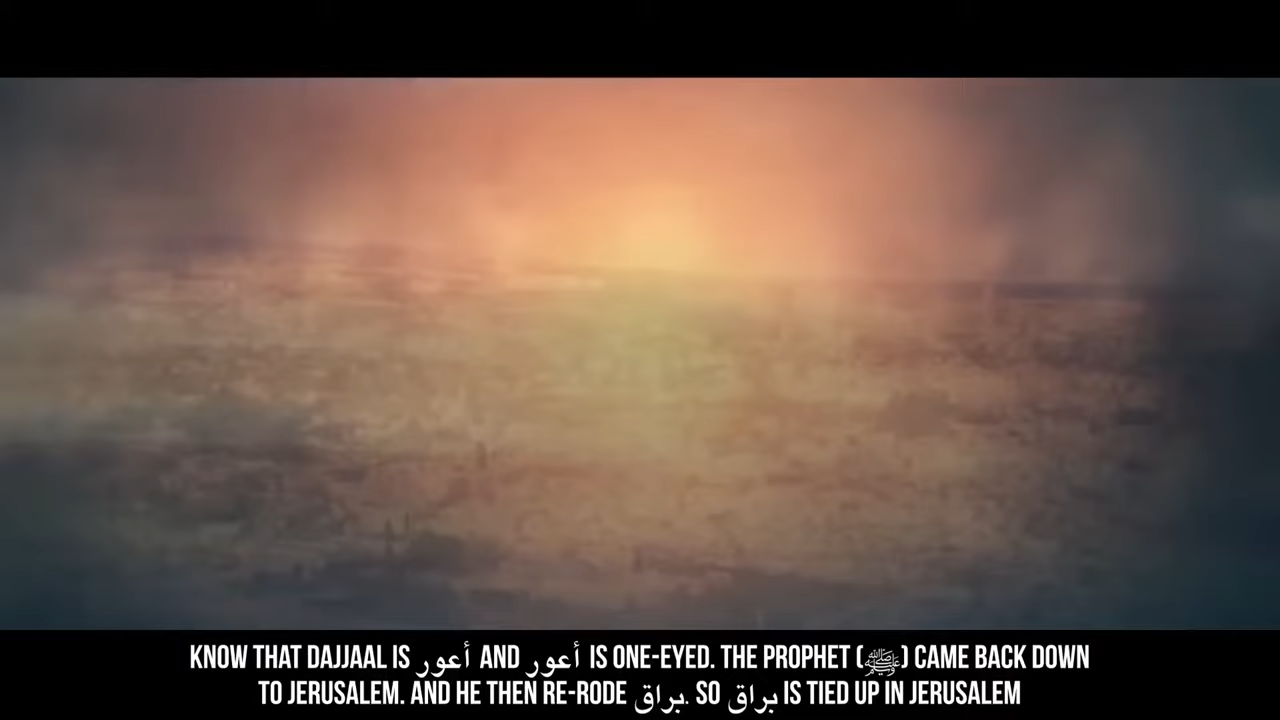 KNOW THAT DAJJAAL IS أعور AND أعور IS ONE-EYED. THE PROPHET (ﷺ) CAME BACK DOWN
TO JERUSALEM. AND HE THEN RE-RODE براق. SO براق IS TIED UP IN JERUSALEM